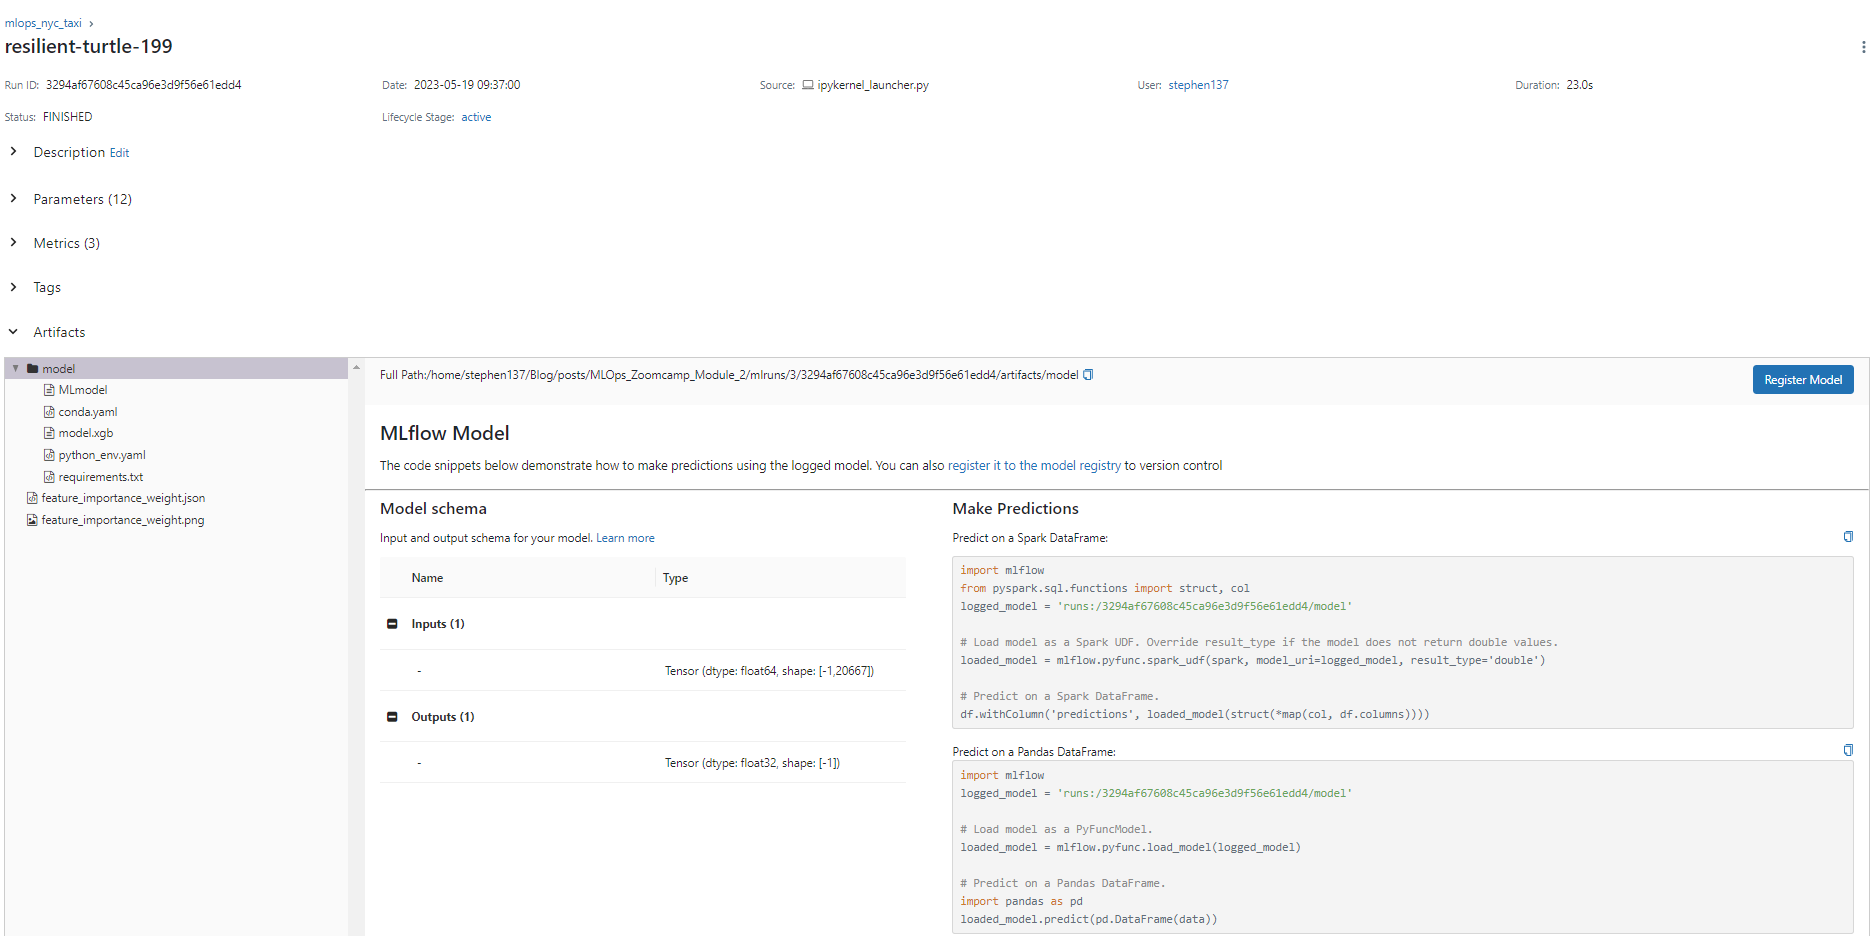 mlops_nyc_taxi ›
resilient-turtle-199
Run ID: 3294af67608c45ca96e3d9f56e61edd4
Date: 2023-05-19 09:37:00
Source: ipykernel_launcher.py
User: stephen137
Duration: 23.0s
Status: FINISHED
Lifecycle Stage: active
Description Edit
Parameters (12)
Metrics (3)
Tags
Artifacts
model
MLmodel
conda.yaml
model.xgb
python_env.yaml
requirements.txt
feature_importance_weight.json
feature_importance_weight.png
Full Path:/home/stephen137/Blog/posts/MLOps_Zoomcamp_Module_2/mlruns/3/3294af67608c45ca96e3d9f56e61edd4/artifacts/model
Register Model
MLflow Model
The code snippets below demonstrate how to make predictions using the logged model. You can also register it to the model registry to version control
Model schema
Input and output schema for your model. Learn more
Name Type
Inputs (1)
- Tensor (dtype: float64, shape: [-1,20667])
Outputs (1)
- Tensor (dtype: float32, shape: [-1])
Make Predictions
Predict on a Spark DataFrame:
import mlflow
from pyspark.sql.functions import struct, col
logged_model = 'runs:/3294af67608c45ca96e3d9f56e61edd4/model'
# Load model as a Spark UDF. Override result_type if the model does not return double values.
loaded_model = mlflow.pyfunc.spark_udf(spark, model_uri=logged_model, result_type='double')
# Predict on a Spark DataFrame.
df.withColumn('predictions', loaded_model(struct(*map(col, df.columns))))
Predict on a Pandas DataFrame:
import mlflow
logged_model = 'runs:/3294af67608c45ca96e3d9f56e61edd4/model'
# Load model as a PyFuncModel.
loaded_model = mlflow.pyfunc.load_model(logged_model)
# Predict on a Pandas DataFrame.
import pandas as pd
loaded_model.predict(pd.DataFrame(data))